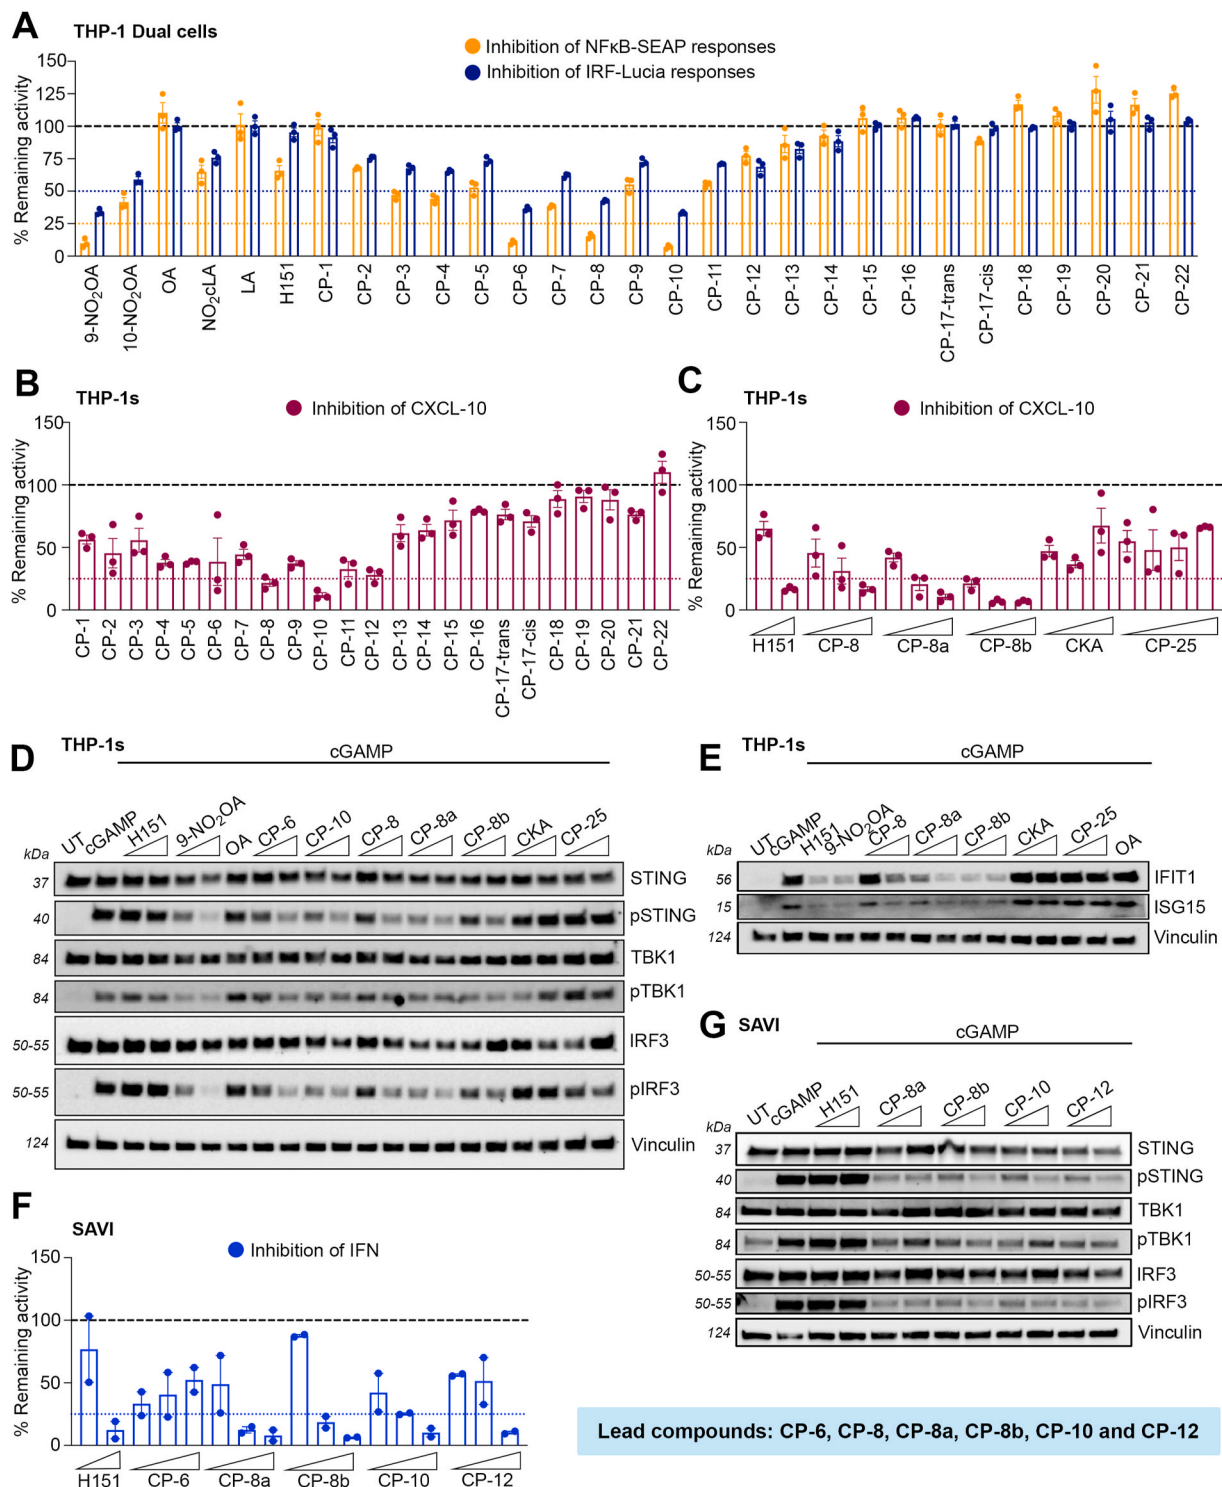 A THP-1 Dual cells
Inhibition of NFκB-SEAP responses
Inhibition of IRF-Lucia responses
% Remaining activity
150
125
100
75
50
25
0
9-NO2OA
10-NO2OA
OA
NO2cLA
LA
H151
CP-1
CP-2
CP-3
CP-4
CP-5
CP-6
CP-7
CP-8
CP-9
CP-10
CP-11
CP-12
CP-13
CP-14
CP-15
CP-16
CP-17-trans
CP-17-cis
CP-18
CP-19
CP-20
CP-21
CP-22
B THP-1s
Inhibition of CXCL-10
% Remaining activiy
150
100
50
0
CP-1
CP-2
CP-3
CP-4
CP-5
CP-6
CP-7
CP-8
CP-9
CP-10
CP-11
CP-12
CP-13
CP-14
CP-15
CP-16
CP-17-trans
CP-17-cis
CP-18
CP-19
CP-20
CP-21
CP-22
C THP-1s
Inhibition of CXCL-10
% Remaining activity
150
100
50
0
H151 CP-8 CP-8a CP-8b CKA CP-25
D THP-1s
cGAMP
UT cGAMP H151 9-NO2OA OA CP-6 CP-10 CP-8 CP-8a CP-8b CKA CP-25
kDa
37 STING
40 pSTING
84 TBK1
84 pTBK1
50-55 IRF3
50-55 pIRF3
124 Vinculin
E THP-1s
cGAMP
UT cGAMP H151 9-NO2OA CP-8 CP-8a CP-8b CKA CP-25 OA
kDa
56 IFIT1
15 ISG15
124 Vinculin
F SAVI
Inhibition of IFN
% Remaining activity
150
100
50
0
H151 CP-6 CP-8a CP-8b CP-10 CP-12
G SAVI
cGAMP
UT cGAMP H151 CP-8a CP-8b CP-10 CP-12
kDa
37 STING
40 pSTING
84 TBK1
84 pTBK1
50-55 IRF3
50-55 pIRF3
124 Vinculin
Lead compounds: CP-6, CP-8, CP-8a, CP-8b, CP-10 and CP-12